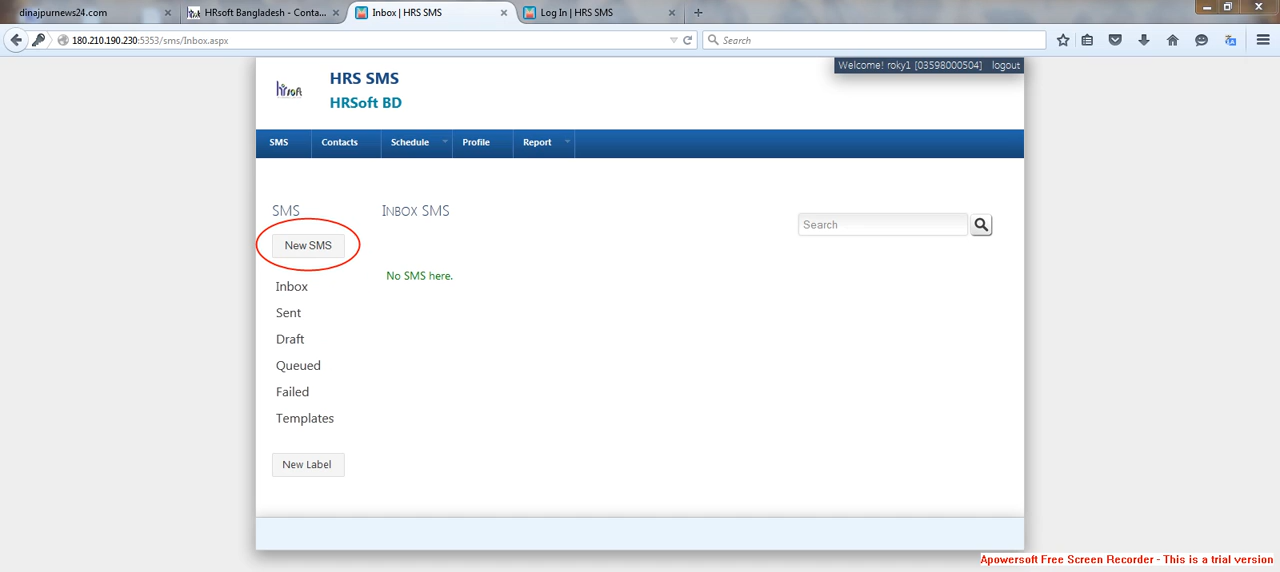 dinajpurnews24.com
HRsoft Bangladesh - Conta...
Inbox | HRS SMS
Log In | HRS SMS
180.210.190.230:5353/sms/Inbox.aspx
Search
Welcome! roky1 [03598000504] logout
hrsoft
HRS SMS
HRSoft BD
SMS
Contacts
Schedule
Profile
Report
SMS
New SMS
Inbox
Sent
Draft
Queued
Failed
Templates
New Label
INBOX SMS
Search
No SMS here.
Apowersoft Free Screen Recorder - This is a trial version